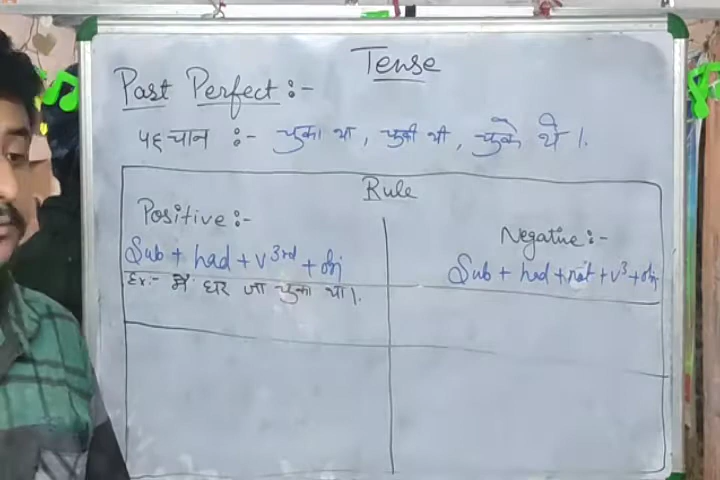 Tense
Past Perfect :-
पहचान :- चुका था, चुकी थी, चुके थे।
Rule
Positive :-
Sub + had + v³ʳᵈ + obj
Ex:- मैं घर जा चुका था।
Negative :-
Sub + had + not + v³ + obj